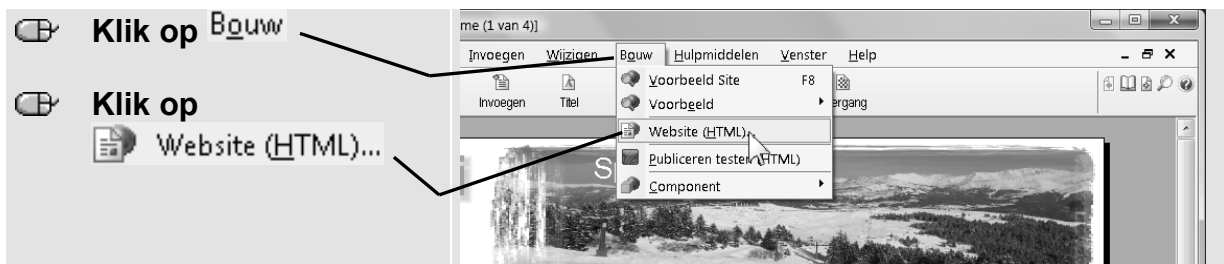 Klik op Bouw
Klik op
Website (HTML)...
me (1 van 4)]
Invoegen Wijzigen Bouw Hulpmiddelen Venster Help
Invoegen Titel ergang
Voorbeeld Site F8
Voorbeeld
Website (HTML)...
Publiceren testen (HTML)
Component
S